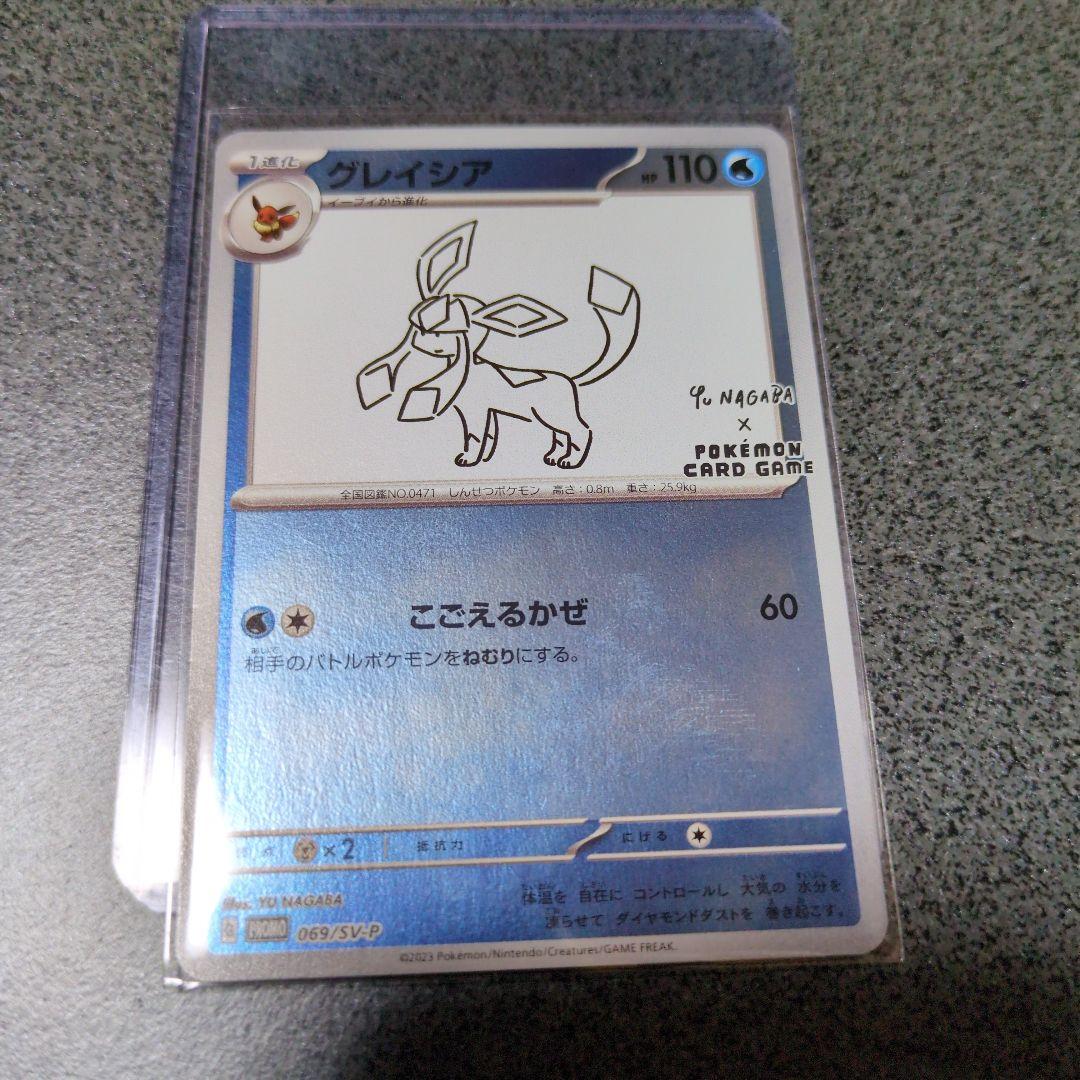 1進化
グレイシア
HP 110
イーブイから進化
Yu NAGABA
×
POKÉMON
CARD GAME
全国図鑑NO.0471 しんせつポケモン 高さ:0.8m 重さ:25.9kg
こごえるかぜ 60
相手のバトルポケモンをねむりにする。
×2 抵抗力 にげる
体温を 自在に コントロールし 大気の 水分を
凍らせて ダイヤモンドダストを 巻き起こす。
Illus. YU NAGABA
PROMO 069/SV-P
©2023 Pokémon/Nintendo/Creatures/GAME FREAK.